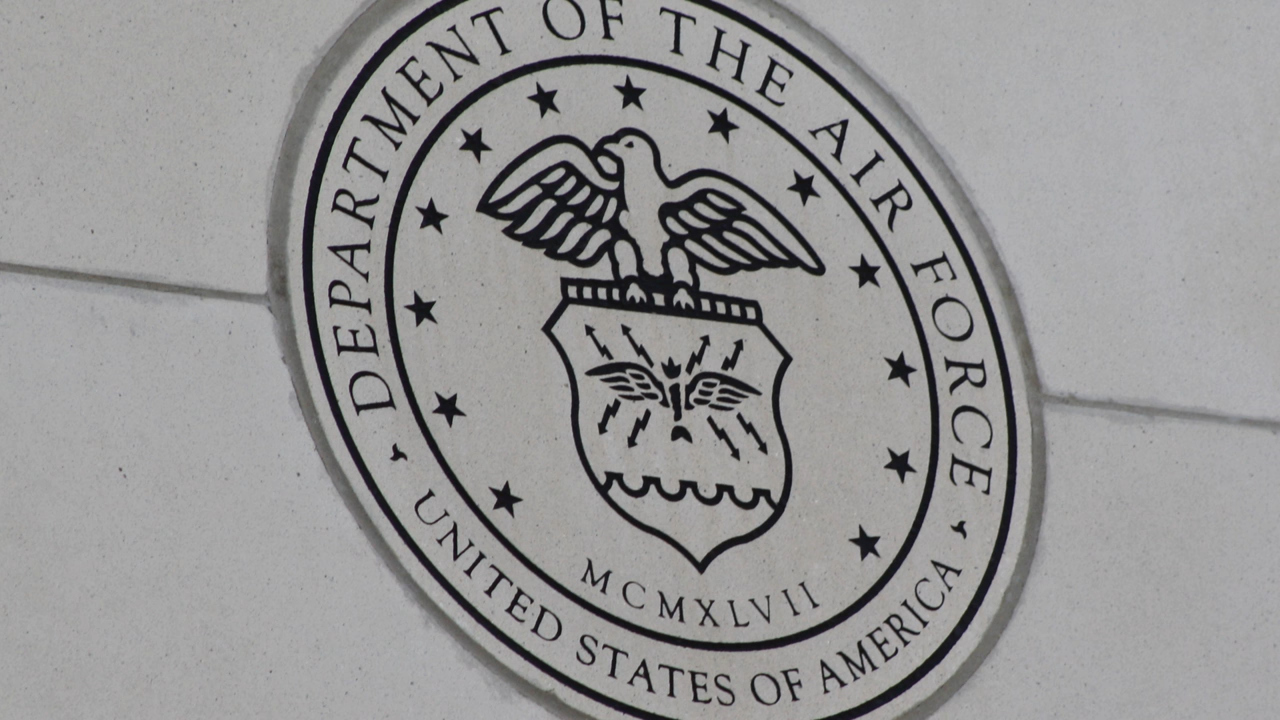 DEPARTMENT OF THE AIR FORCE
MCMXLVII
UNITED STATES OF AMERICA